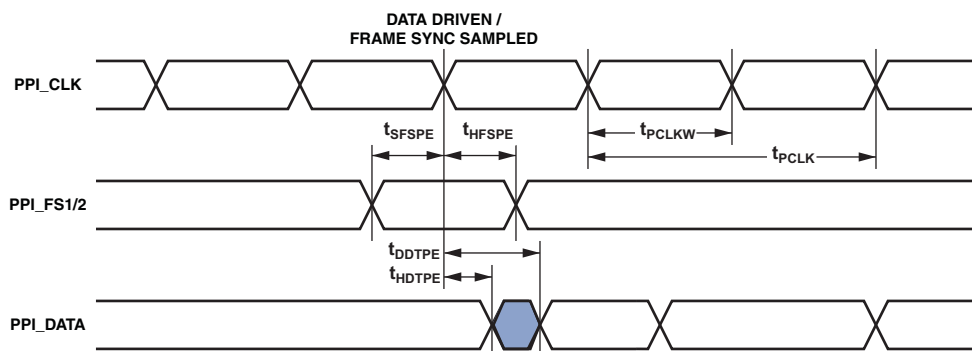 DATA DRIVEN /
FRAME SYNC SAMPLED
PPI_CLK
tSFSPE
tHFSPE
tPCLKW
tPCLK
PPI_FS1/2
tDDTPE
tHDTPE
PPI_DATA